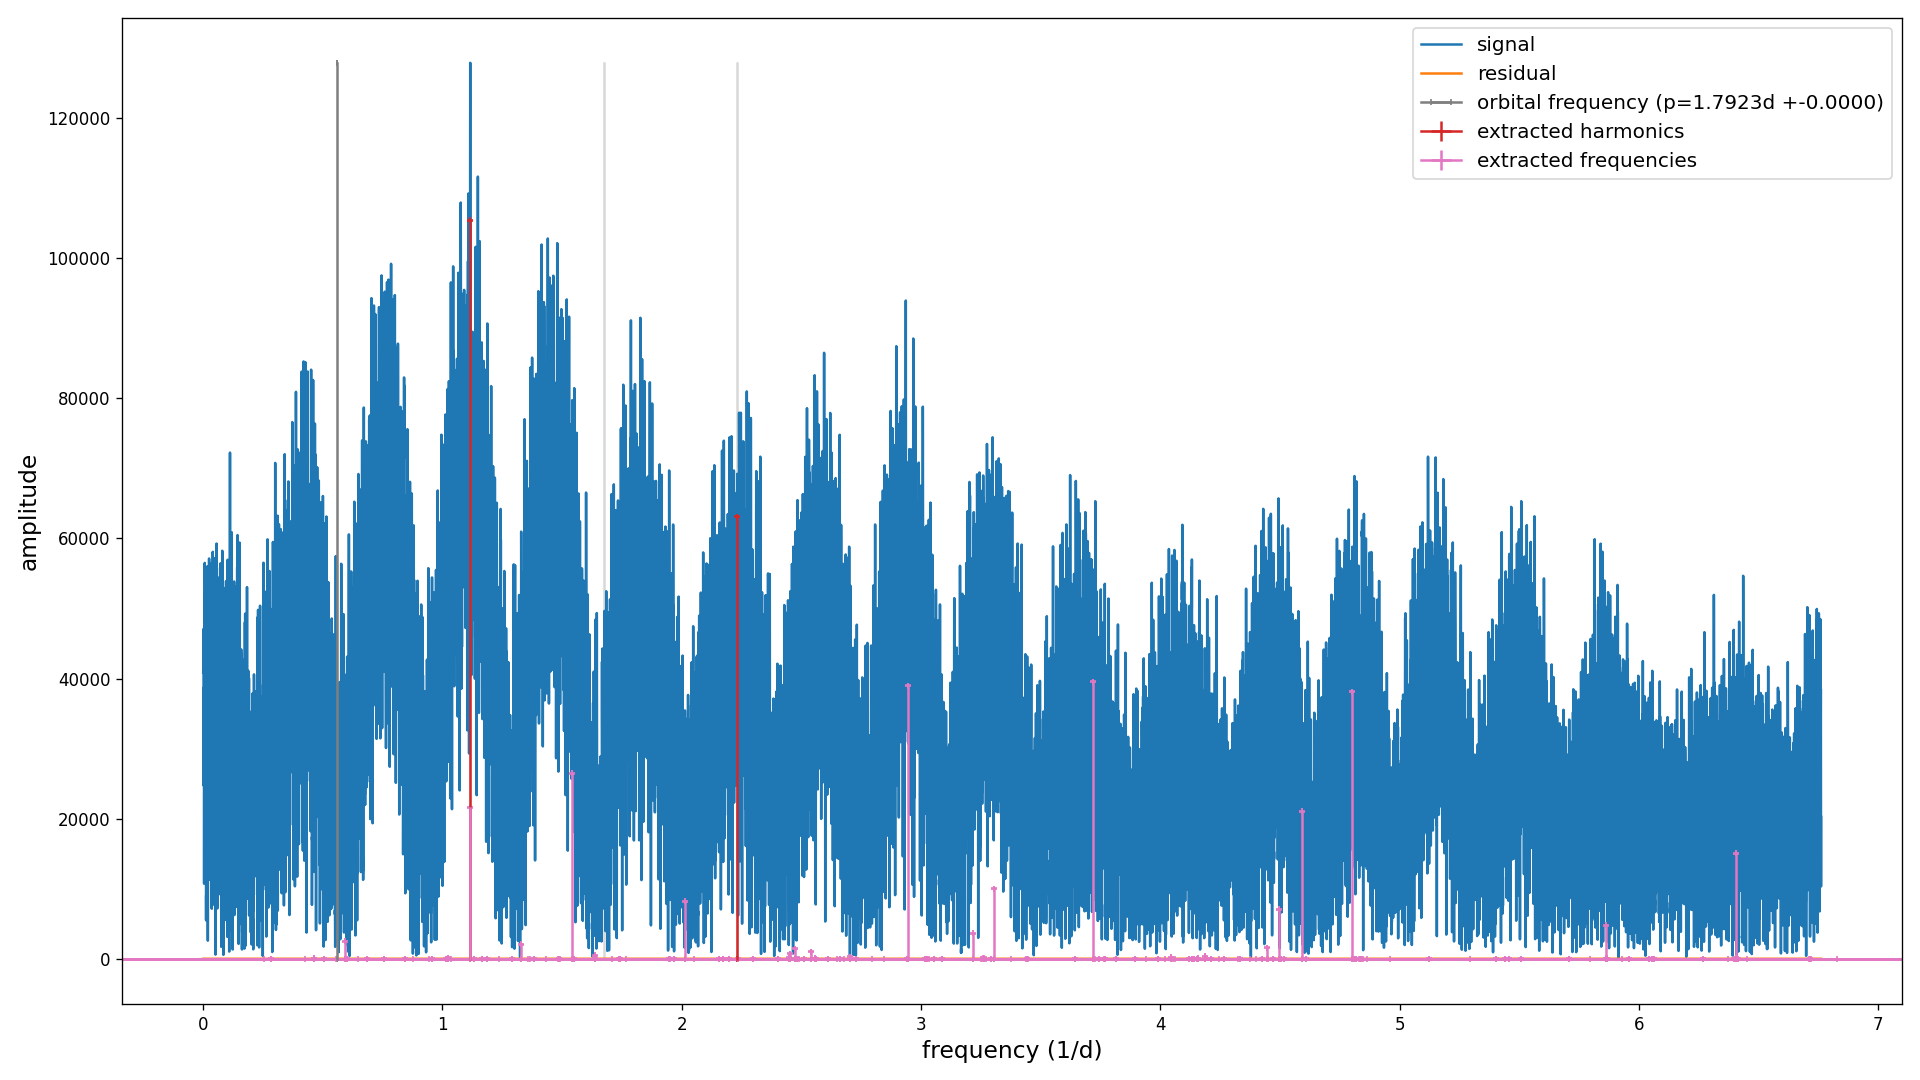 signal
residual
orbital frequency (p=1.7923d +-0.0000)
extracted harmonics
extracted frequencies
120000
100000
80000
60000
40000
20000
0
amplitude
0 1 2 3 4 5 6 7
frequency (1/d)